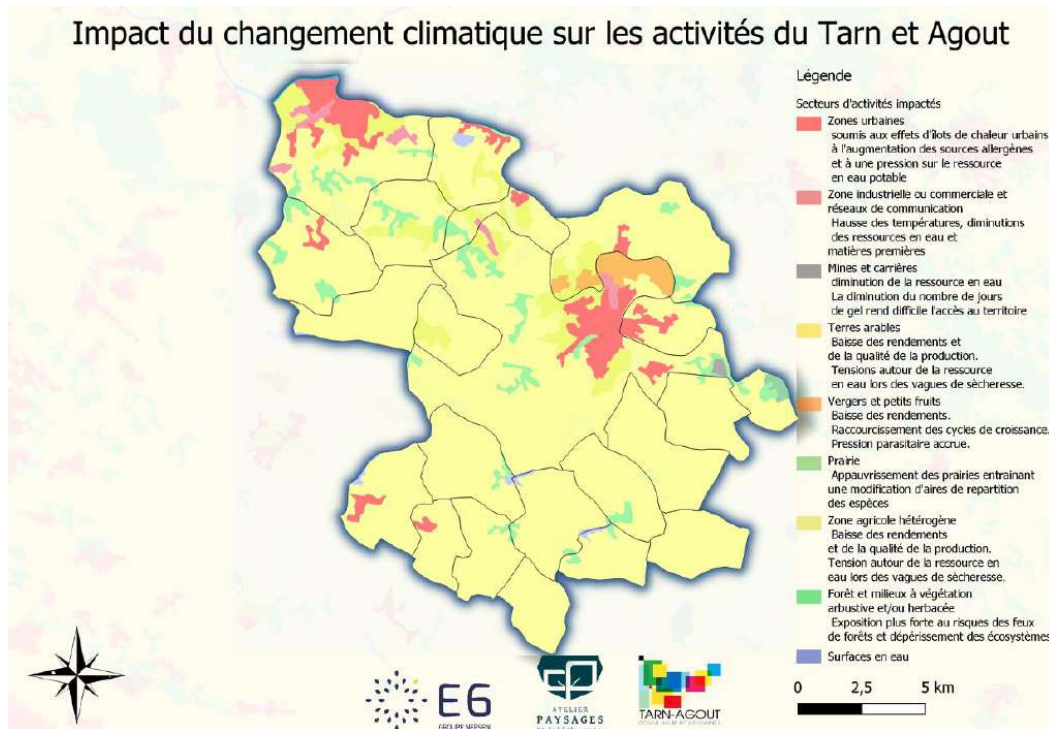 Impact du changement climatique sur les activités du Tarn et Agout
Légende
Secteurs d'activités impactés
Zones urbaines
soumis aux effets d'îlots de chaleur urbains
à l'augmentation des sources allergènes
et à une pression sur le ressource
en eau potable
Zone industrielle ou commerciale et
réseaux de communication
Hausse des températures, diminutions
des ressources en eau et
matières premières
Mines et carrières
diminution de la ressource en eau
La diminution du nombre de jours
de gel rend difficile l'accès au territoire
Terres arables
Baisse des rendements et
de la qualité de la production.
Tensions autour de la ressource
en eau lors des vagues de sècheresse.
Vergers et petits fruits
Baisse des rendements.
Raccourcissement des cycles de croissance.
Pression parasitaire accrue.
Prairie
Appauvrissement des prairies entrainant
une modification d'aires de repartition
des espèces
Zone agricole hétérogène
Baisse des rendements
et de la qualité de la production.
Tension autour de la ressource en
eau lors des vagues de sècheresse.
Forêt et milieux à végétation
arbustive et/ou herbacée
Exposition plus forte au risques des feux
de forêts et dépérissement des écosystèmes
Surfaces en eau
0 2,5 5 km
E6
GROUPE NEPSEN
ATELIER
PAYSAGES
TARN-AGOUT